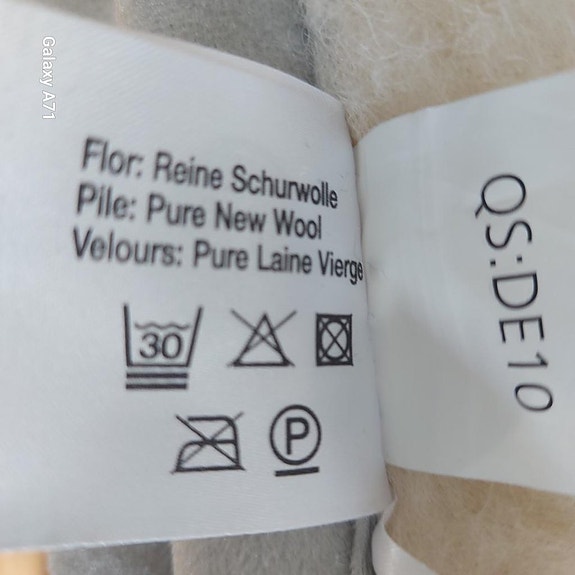 Flor: Reine Schurwolle
Pile: Pure New Wool
Velours: Pure Laine Vierge
30
P
QS:DE10
Galaxy A71